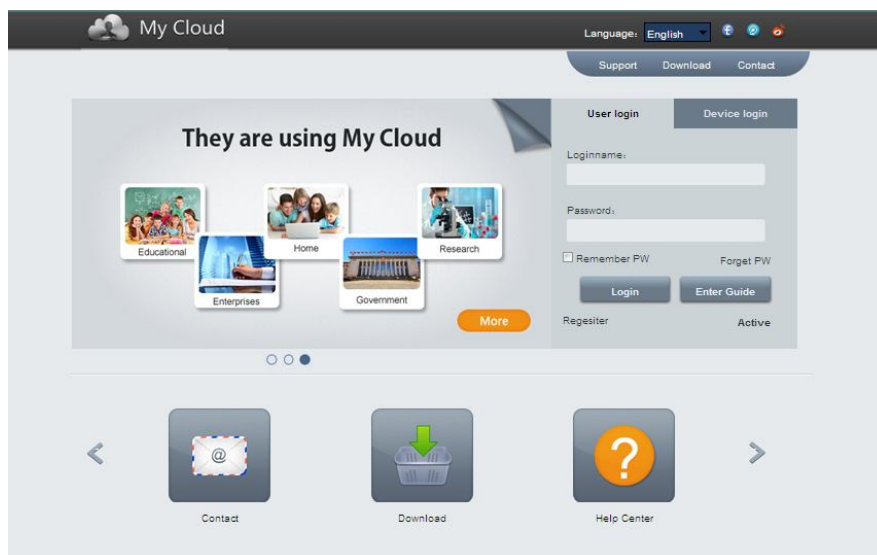 My Cloud
Language: English
Support Download Contact
They are using My Cloud
Educational
Enterprises
Home
Government
Research
More
User login Device login
Loginname:
Password:
Remember PW Forget PW
Login Enter Guide
Regesiter Active
@
?
Contact Download Help Center